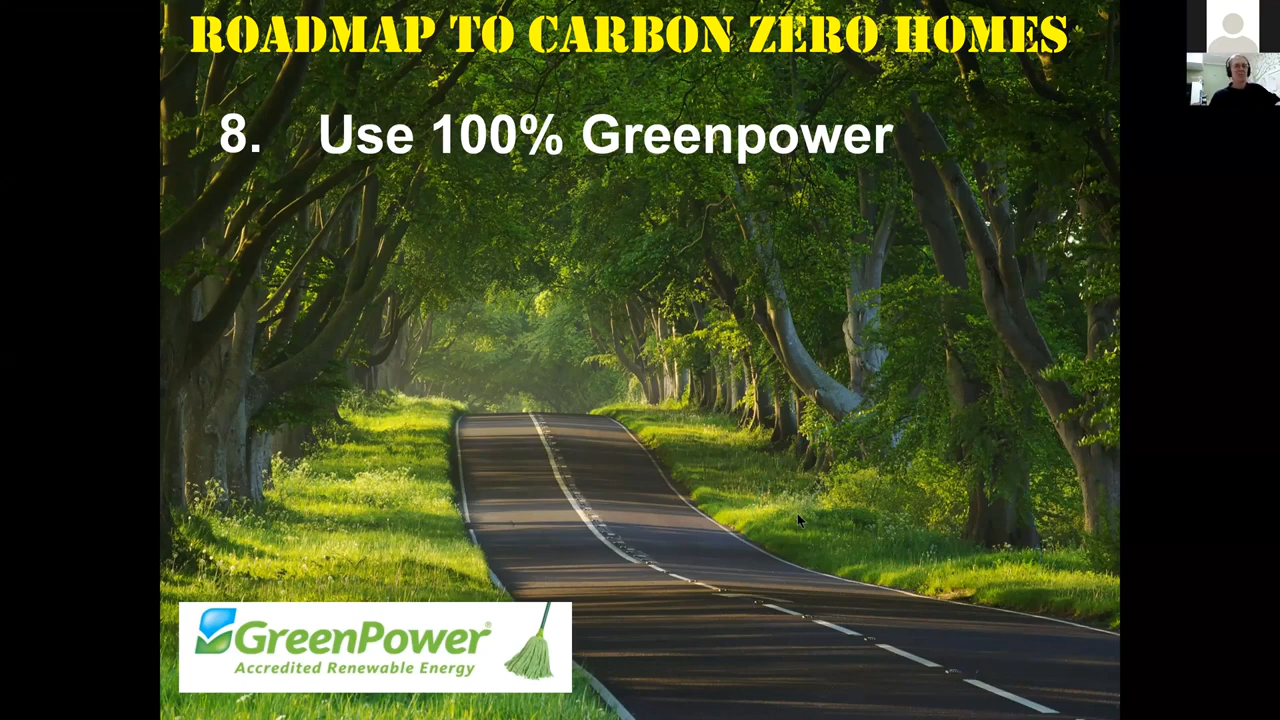 ROADMAP TO CARBON ZERO HOMES
8. Use 100% Greenpower
GreenPower®
Accredited Renewable Energy